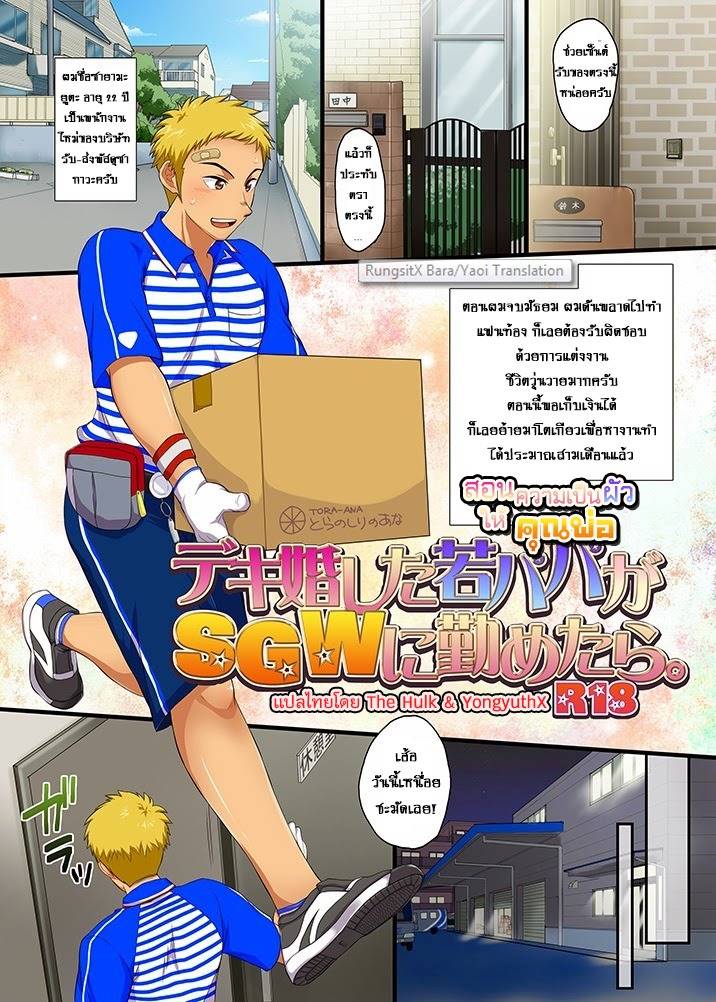 ช่วยเซ็นต์
รับของตรงนี้
หน่อยครับ
แล้วก็
ประทับ
ตรา
ตรงนี้
...
田中
鈴木
ผมชื่อซายามะ
ยูตะ อายุ 22 ปี
เป็นพนักงาน
ใหม่ของบริษัท
รับ-ส่งพัสดุซา
กาวะครับ
RungsitX Bara/Yaoi Translation
ตอนผมจบมัธยม ผมดันพลาดไปทำ
แฟนท้อง ก็เลยต้องรับผิดชอบ
ด้วยการแต่งงาน
ชีวิตวุ่นวายมากครับ
ตอนนี้พอเก็บเงินได้
ก็เลยย้ายมาโตเกียวเพื่อหางานทำ
ได้ประมาณสามเดือนแล้ว
TORA-ANA
とらのしりのあな
สอนความเป็นผัว
ให้ คุณพ่อ
デキ婚した若パパが
SGWに勤めたら。
แปลไทยโดย The Hulk & YongyuthX R18
เฮ้อ
วันนี้เหนื่อย
ชะมัดเลย!
休憩室
ガラッ